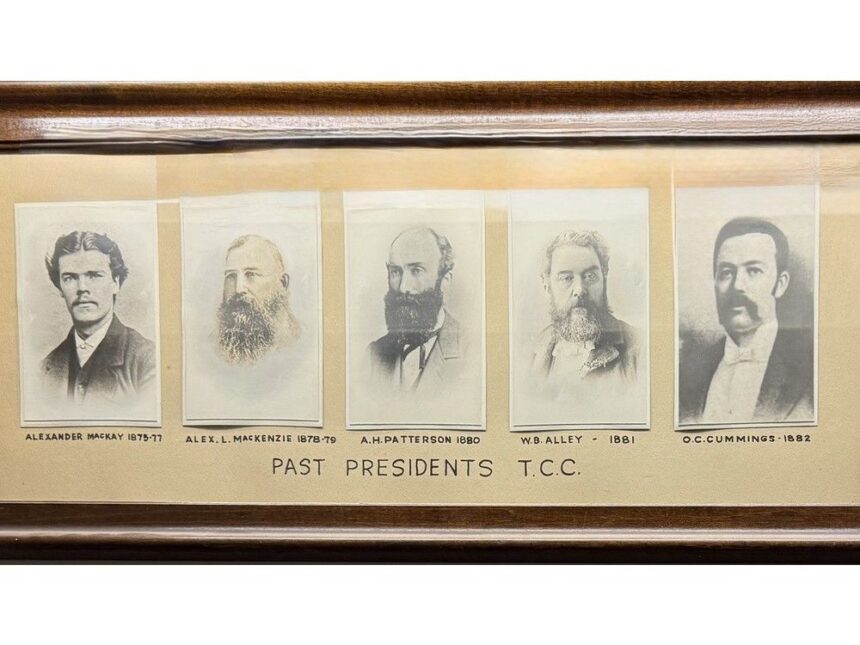 ALEXANDER MACKAY 1875-77
ALEX. L. MACKENZIE 1878-79
A.H. PATTERSON 1880
W.B. ALLEY - 1881
O.C. CUMMINGS - 1882
PAST PRESIDENTS T.C.C.